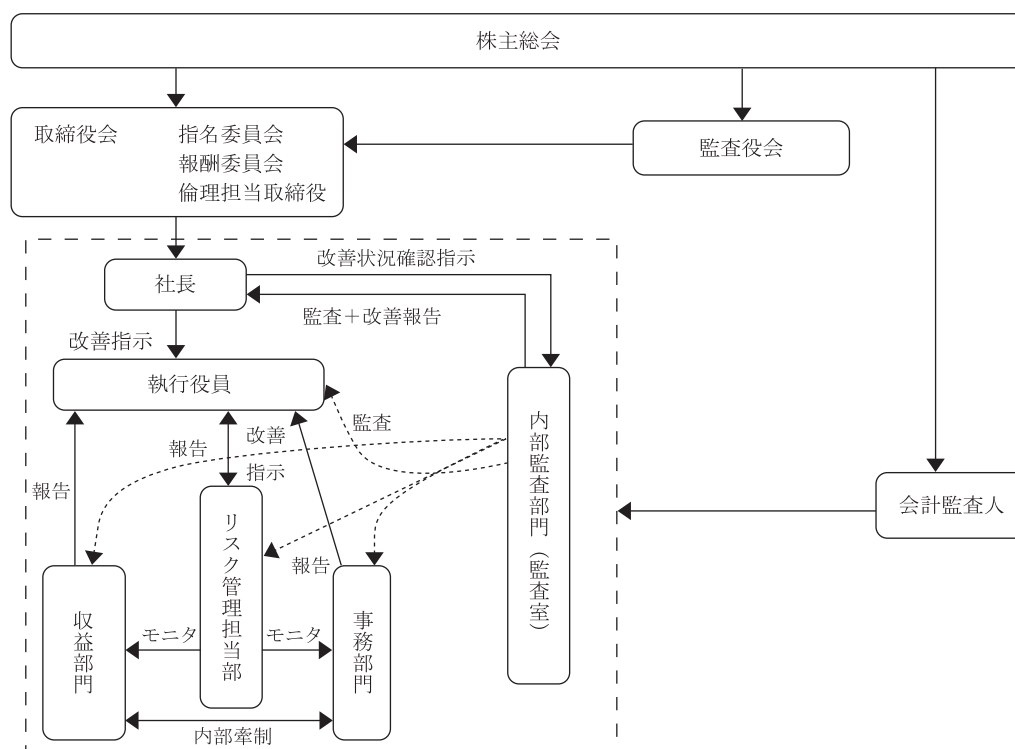 株主総会
取締役会
指名委員会
報酬委員会
倫理担当取締役
監査役会
社長
改善状況確認指示
監査＋改善報告
改善指示
執行役員
監査
報告
改善
指示
報告
内部監査部門（監査室）
会計監査人
リスク管理担当部
報告
収益部門
モニタ
モニタ
事務部門
内部牽制